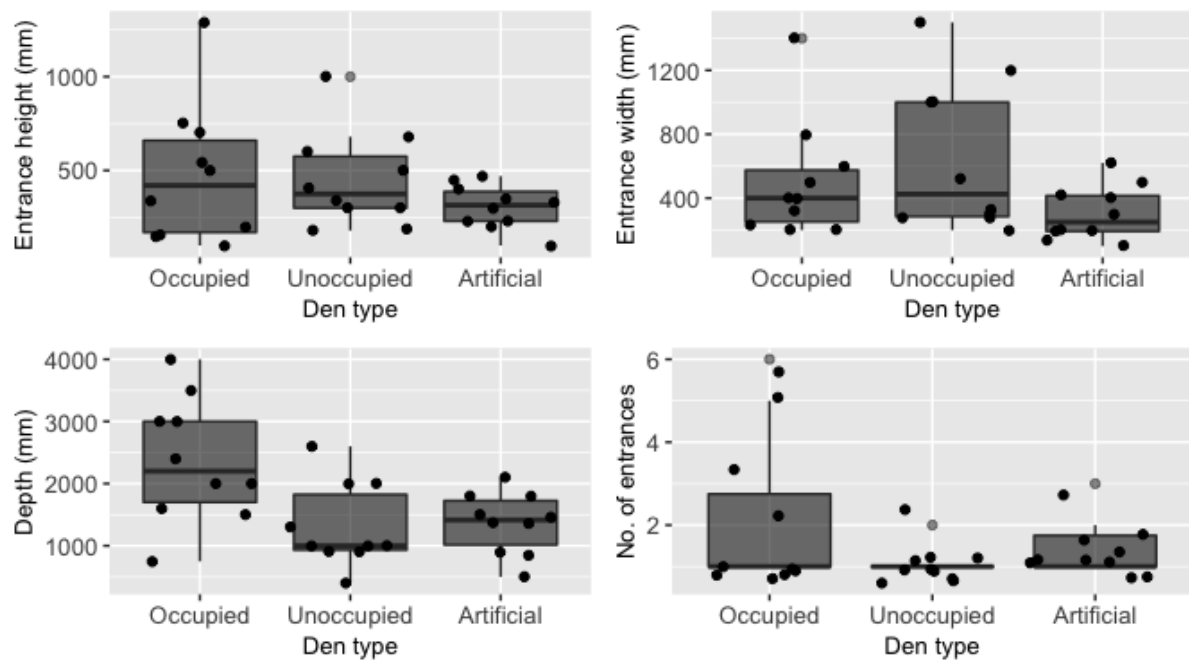 Entrance height (mm)
1000
500
Occupied Unoccupied Artificial
Den type
Entrance width (mm)
1200
800
400
Occupied Unoccupied Artificial
Den type
Depth (mm)
4000
3000
2000
1000
Occupied Unoccupied Artificial
Den type
No. of entrances
6
4
2
Occupied Unoccupied Artificial
Den type